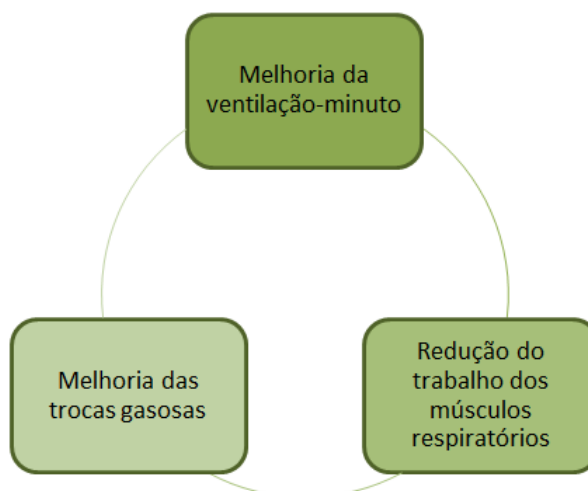 Melhoria da
ventilação-minuto
Melhoria das
trocas gasosas
Redução do
trabalho dos
músculos
respiratórios